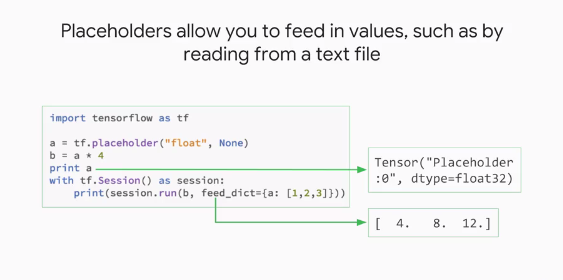 Placeholders allow you to feed in values, such as by
reading from a text file
import tensorflow as tf
a = tf.placeholder("float", None)
b = a * 4
print a
with tf.Session() as session:
    print(session.run(b, feed_dict={a: [1,2,3]}))
Tensor("Placeholder
:0", dtype=float32)
[  4.   8.  12.]